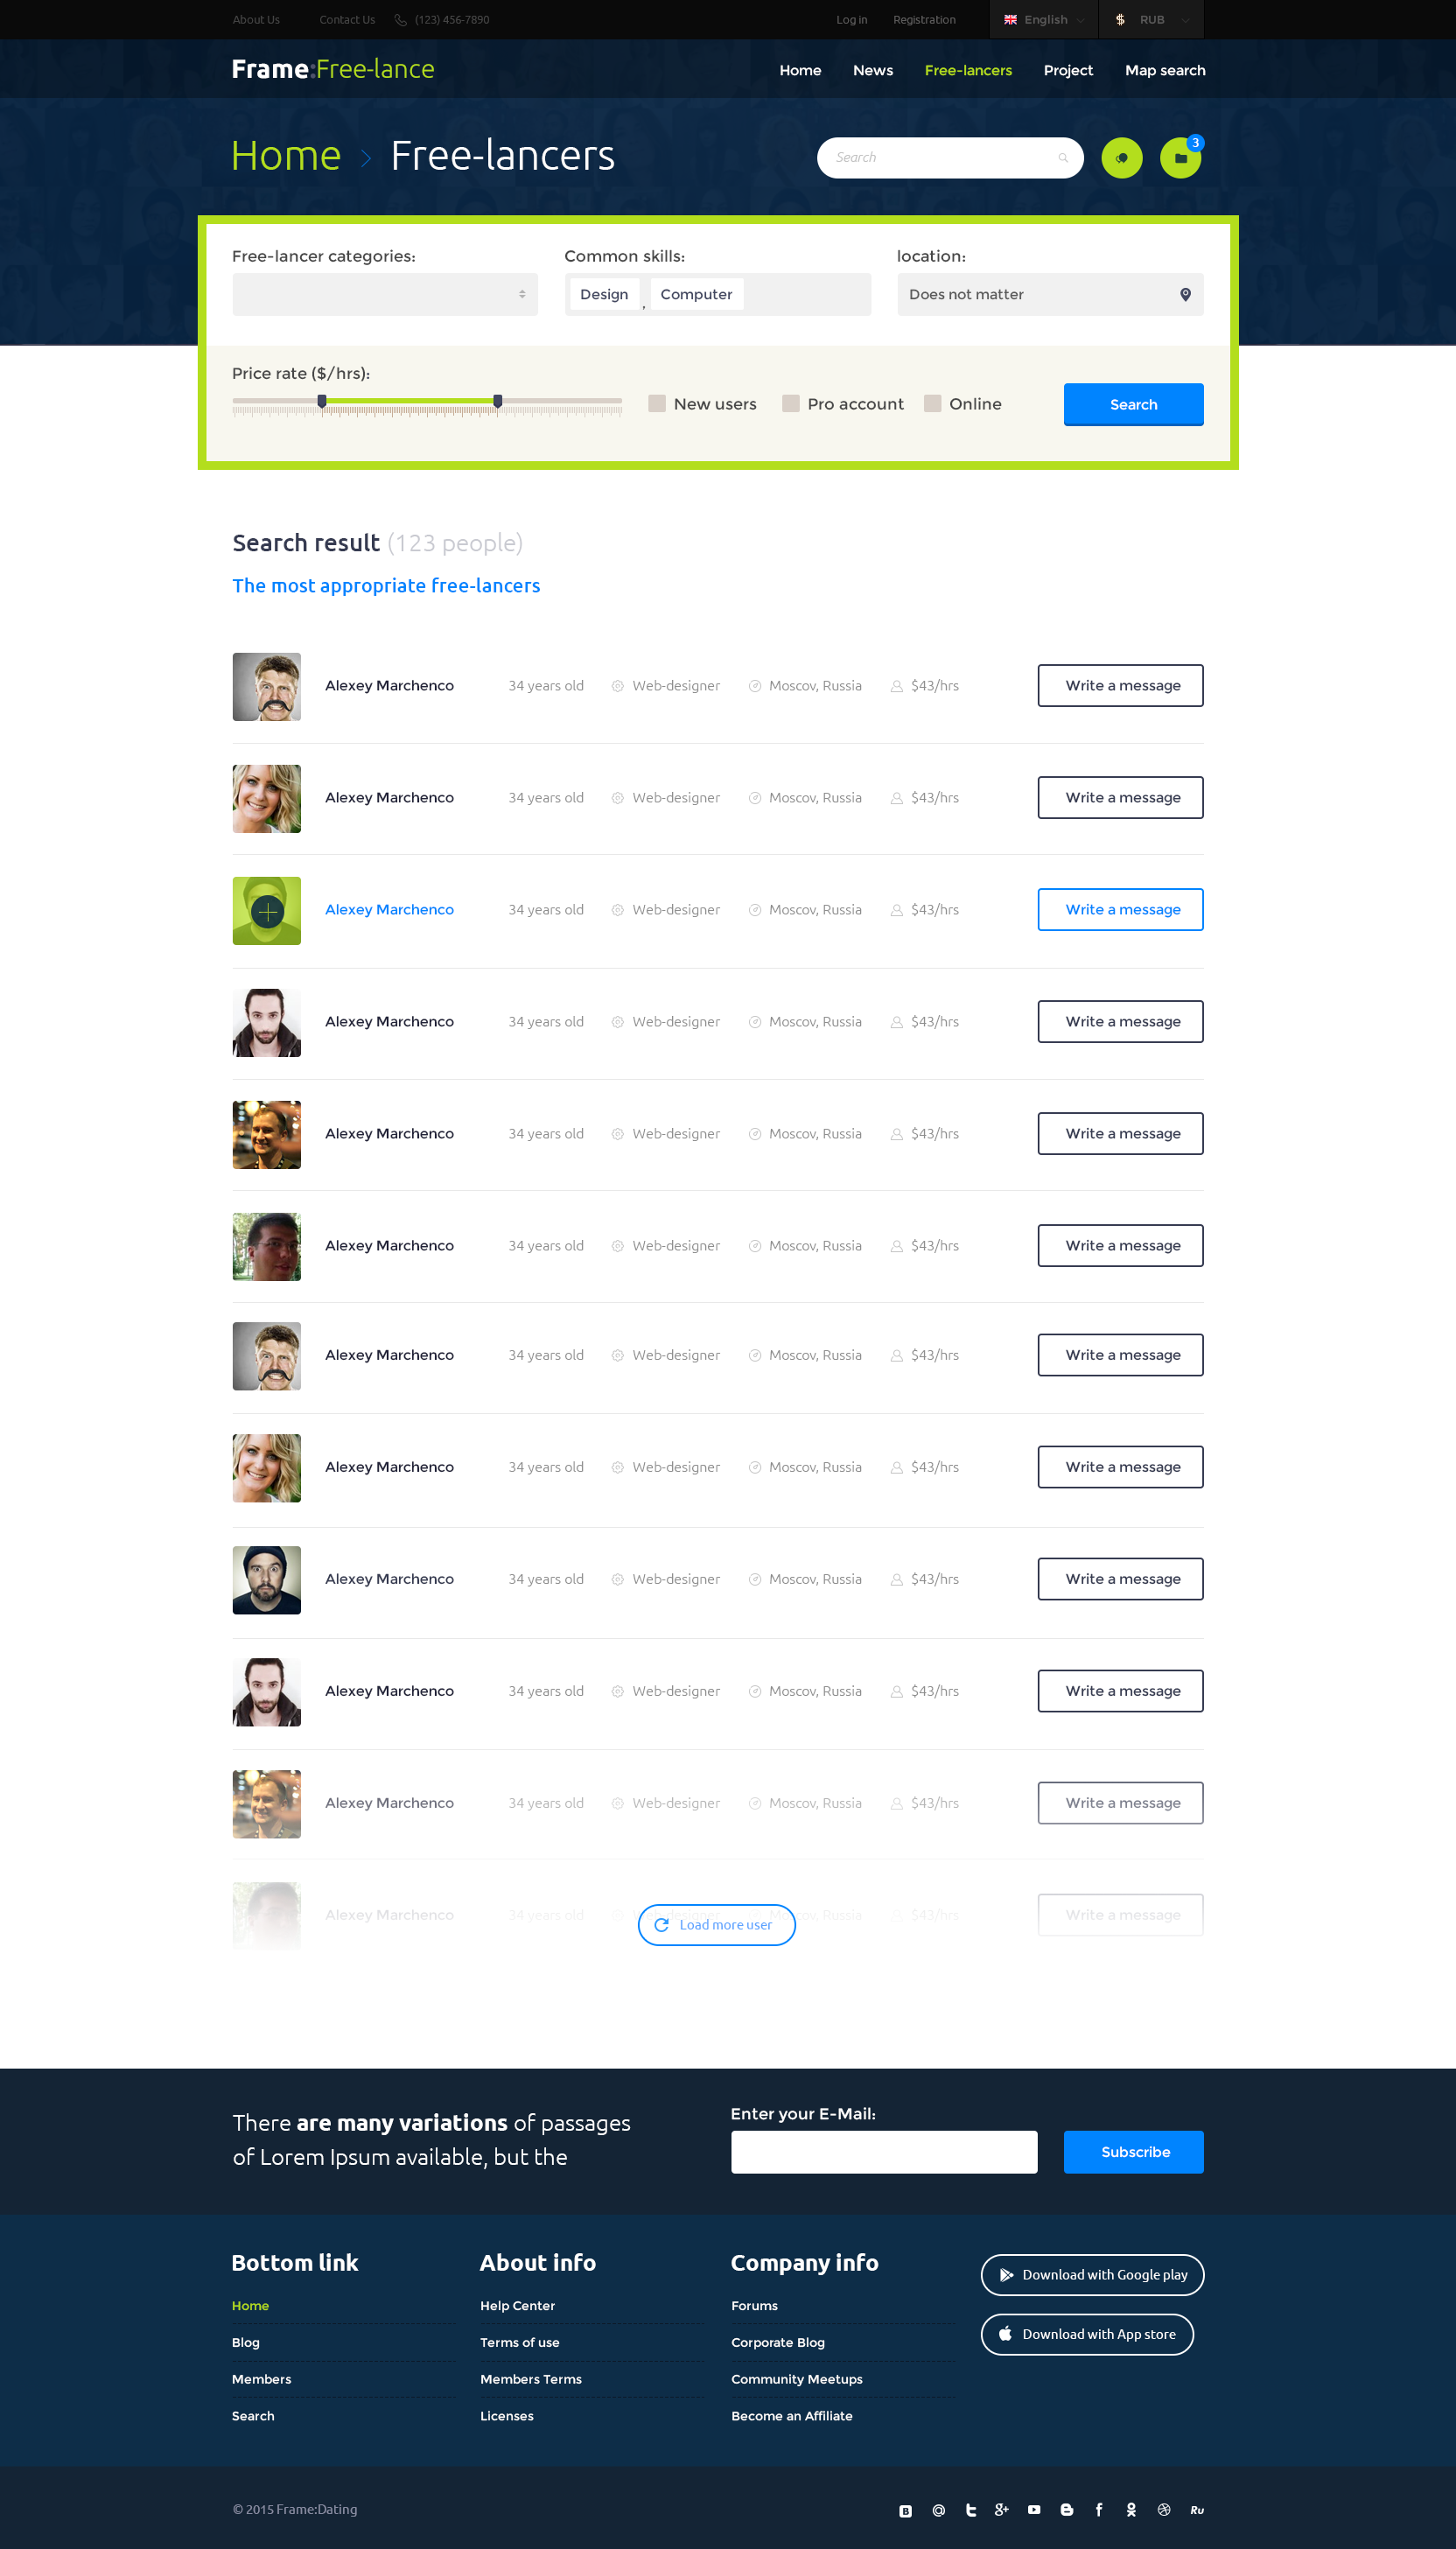 About Us Contact Us (123) 456-7890 Log in Registration English $ RUB
Frame:Free-lance Home News Free-lancers Project Map search
Home Free-lancers Search 3
Free-lancer categories: Common skills: location:
Design , Computer Does not matter
Price rate ($/hrs):
New users Pro account Online Search
Search result (123 people)
The most appropriate free-lancers
Alexey Marchenco 34 years old Web-designer Moscov, Russia $43/hrs Write a message
Alexey Marchenco 34 years old Web-designer Moscov, Russia $43/hrs Write a message
Alexey Marchenco 34 years old Web-designer Moscov, Russia $43/hrs Write a message
Alexey Marchenco 34 years old Web-designer Moscov, Russia $43/hrs Write a message
Alexey Marchenco 34 years old Web-designer Moscov, Russia $43/hrs Write a message
Alexey Marchenco 34 years old Web-designer Moscov, Russia $43/hrs Write a message
Alexey Marchenco 34 years old Web-designer Moscov, Russia $43/hrs Write a message
Alexey Marchenco 34 years old Web-designer Moscov, Russia $43/hrs Write a message
Alexey Marchenco 34 years old Web-designer Moscov, Russia $43/hrs Write a message
Alexey Marchenco 34 years old Web-designer Moscov, Russia $43/hrs Write a message
Alexey Marchenco 34 years old Web-designer Moscov, Russia $43/hrs Write a message
Alexey Marchenco 34 years old Russia $43/hrs Write a message
Load more user
There are many variations of passages
of Lorem Ipsum available, but the
Enter your E-Mail:
Subscribe
Bottom link About info Company info
Download with Google play
Home Help Center Forums
Download with App store
Blog Terms of use Corporate Blog
Members Members Terms Community Meetups
Search Licenses Become an Affiliate
© 2015 Frame:Dating